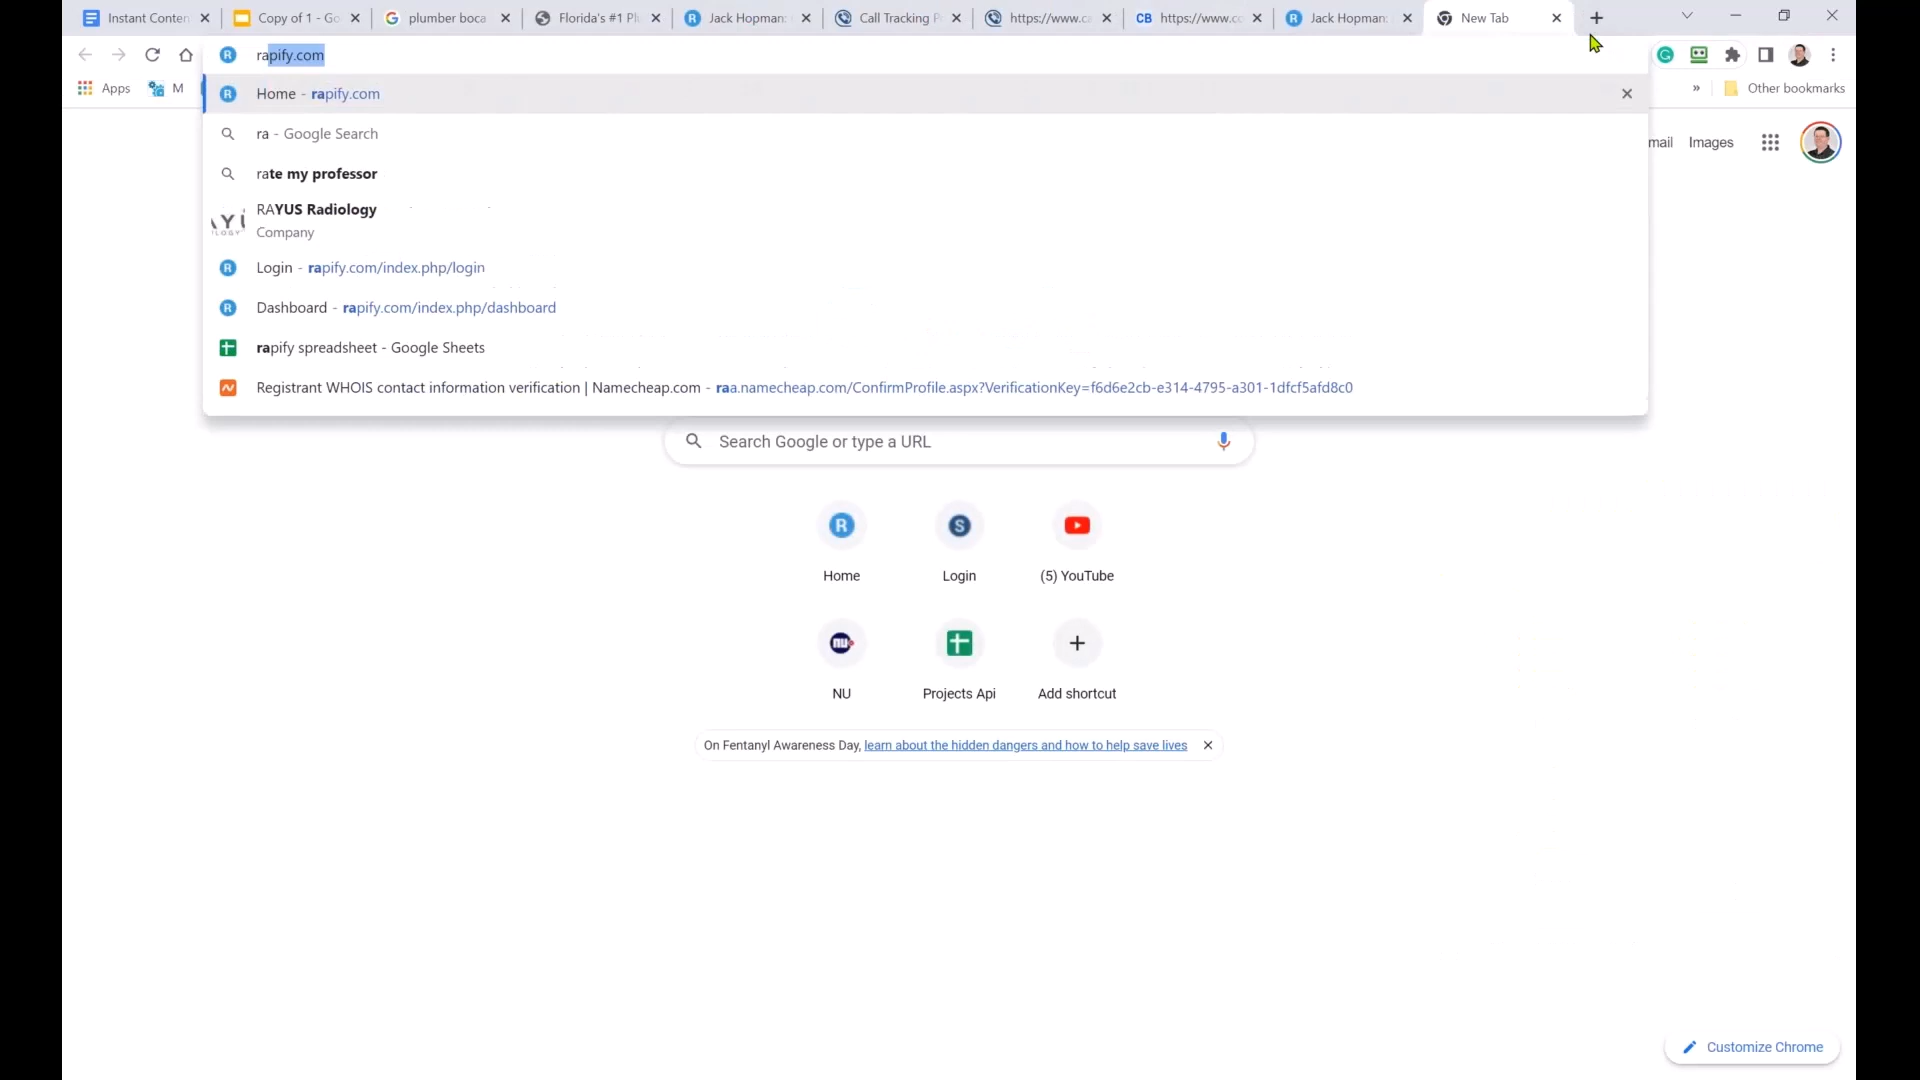 Instant Conten
Copy of 1 - Go
plumber boca
Florida's #1 Pl
Jack Hopman:
Call Tracking P
https://www.c
CB https://www.co
Jack Hopman:
New Tab
rapify.com
Apps
M
Other bookmarks
Home - rapify.com
ra - Google Search
mail Images
rate my professor
RAYUS Radiology
Company
Login - rapify.com/index.php/login
Dashboard - rapify.com/index.php/dashboard
rapify spreadsheet - Google Sheets
Registrant WHOIS contact information verification | Namecheap.com - raa.namecheap.com/ConfirmProfile.aspx?VerificationKey=f6d6e2cb-e314-4795-a301-1dfcf5afd8c0
Search Google or type a URL
Home
Login
(5) YouTube
NU
Projects Api
Add shortcut
On Fentanyl Awareness Day, learn about the hidden dangers and how to help save lives
Customize Chrome